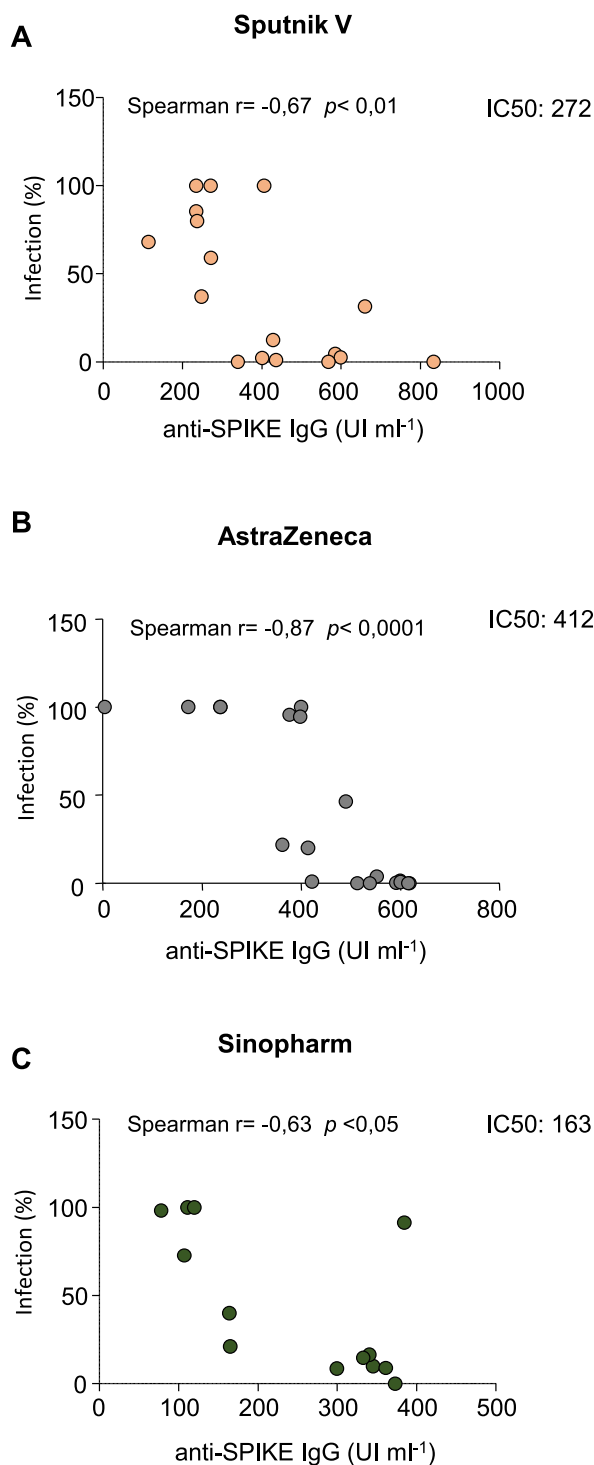 A
Sputnik V
Spearman r= -0,67 p< 0,01
IC50: 272
150
100
50
0
Infection (%)
0 200 400 600 800 1000
anti-SPIKE IgG (UI ml⁻¹)
B
AstraZeneca
Spearman r= -0,87 p< 0,0001
IC50: 412
150
100
50
0
Infection (%)
0 200 400 600 800
anti-SPIKE IgG (UI ml⁻¹)
C
Sinopharm
Spearman r= -0,63 p <0,05
IC50: 163
150
100
50
0
Infection (%)
0 100 200 300 400 500
anti-SPIKE IgG (UI ml⁻¹)